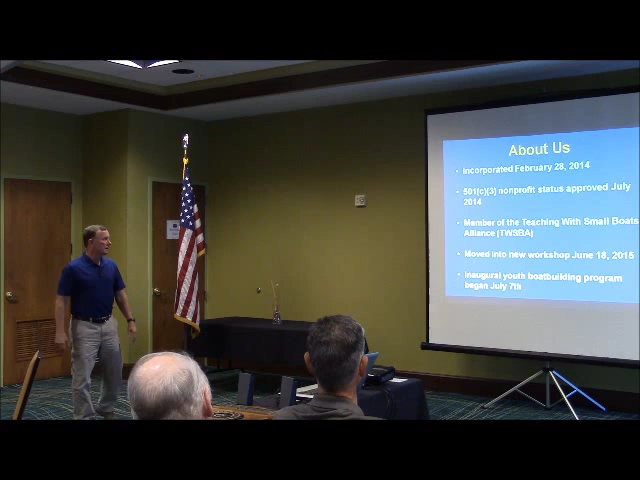 About Us
• Incorporated February 28, 2014
• 501(c)(3) nonprofit status approved July
2014
• Member of the Teaching With Small Boats
Alliance (TWSBA)
• Moved into new workshop June 18, 2015
• Inaugural youth boatbuilding program
began July 7th